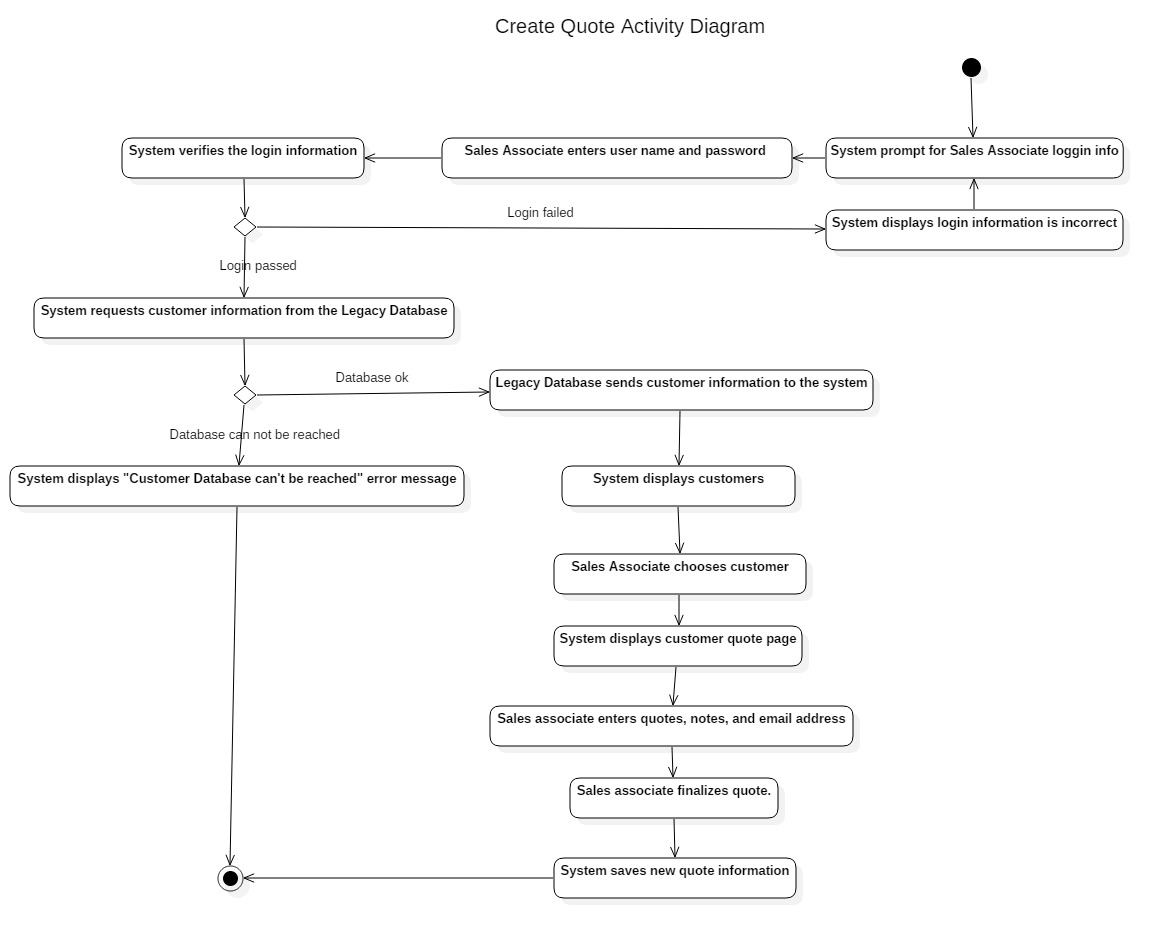 Create Quote Activity Diagram
System verifies the login information
Sales Associate enters user name and password
System prompt for Sales Associate loggin info
Login failed
System displays login information is incorrect
Login passed
System requests customer information from the Legacy Database
Database ok
Legacy Database sends customer information to the system
Database can not be reached
System displays "Customer Database can't be reached" error message
System displays customers
Sales Associate chooses customer
System displays customer quote page
Sales associate enters quotes, notes, and email address
Sales associate finalizes quote.
System saves new quote information